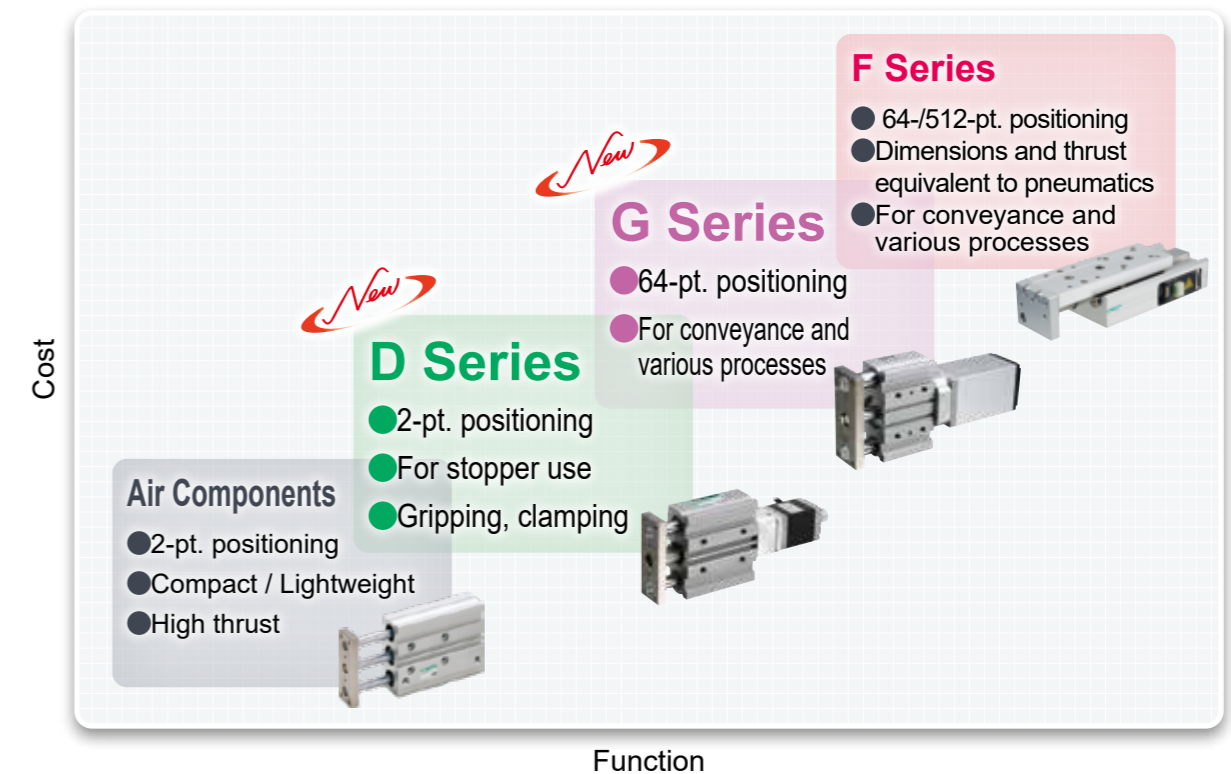 F Series
● 64-/512-pt. positioning
●Dimensions and thrust
equivalent to pneumatics
●For conveyance and
various processes
New
G Series
●64-pt. positioning
●For conveyance and
various processes
New
D Series
●2-pt. positioning
●For stopper use
●Gripping, clamping
Air Components
●2-pt. positioning
●Compact / Lightweight
●High thrust
Cost
Function